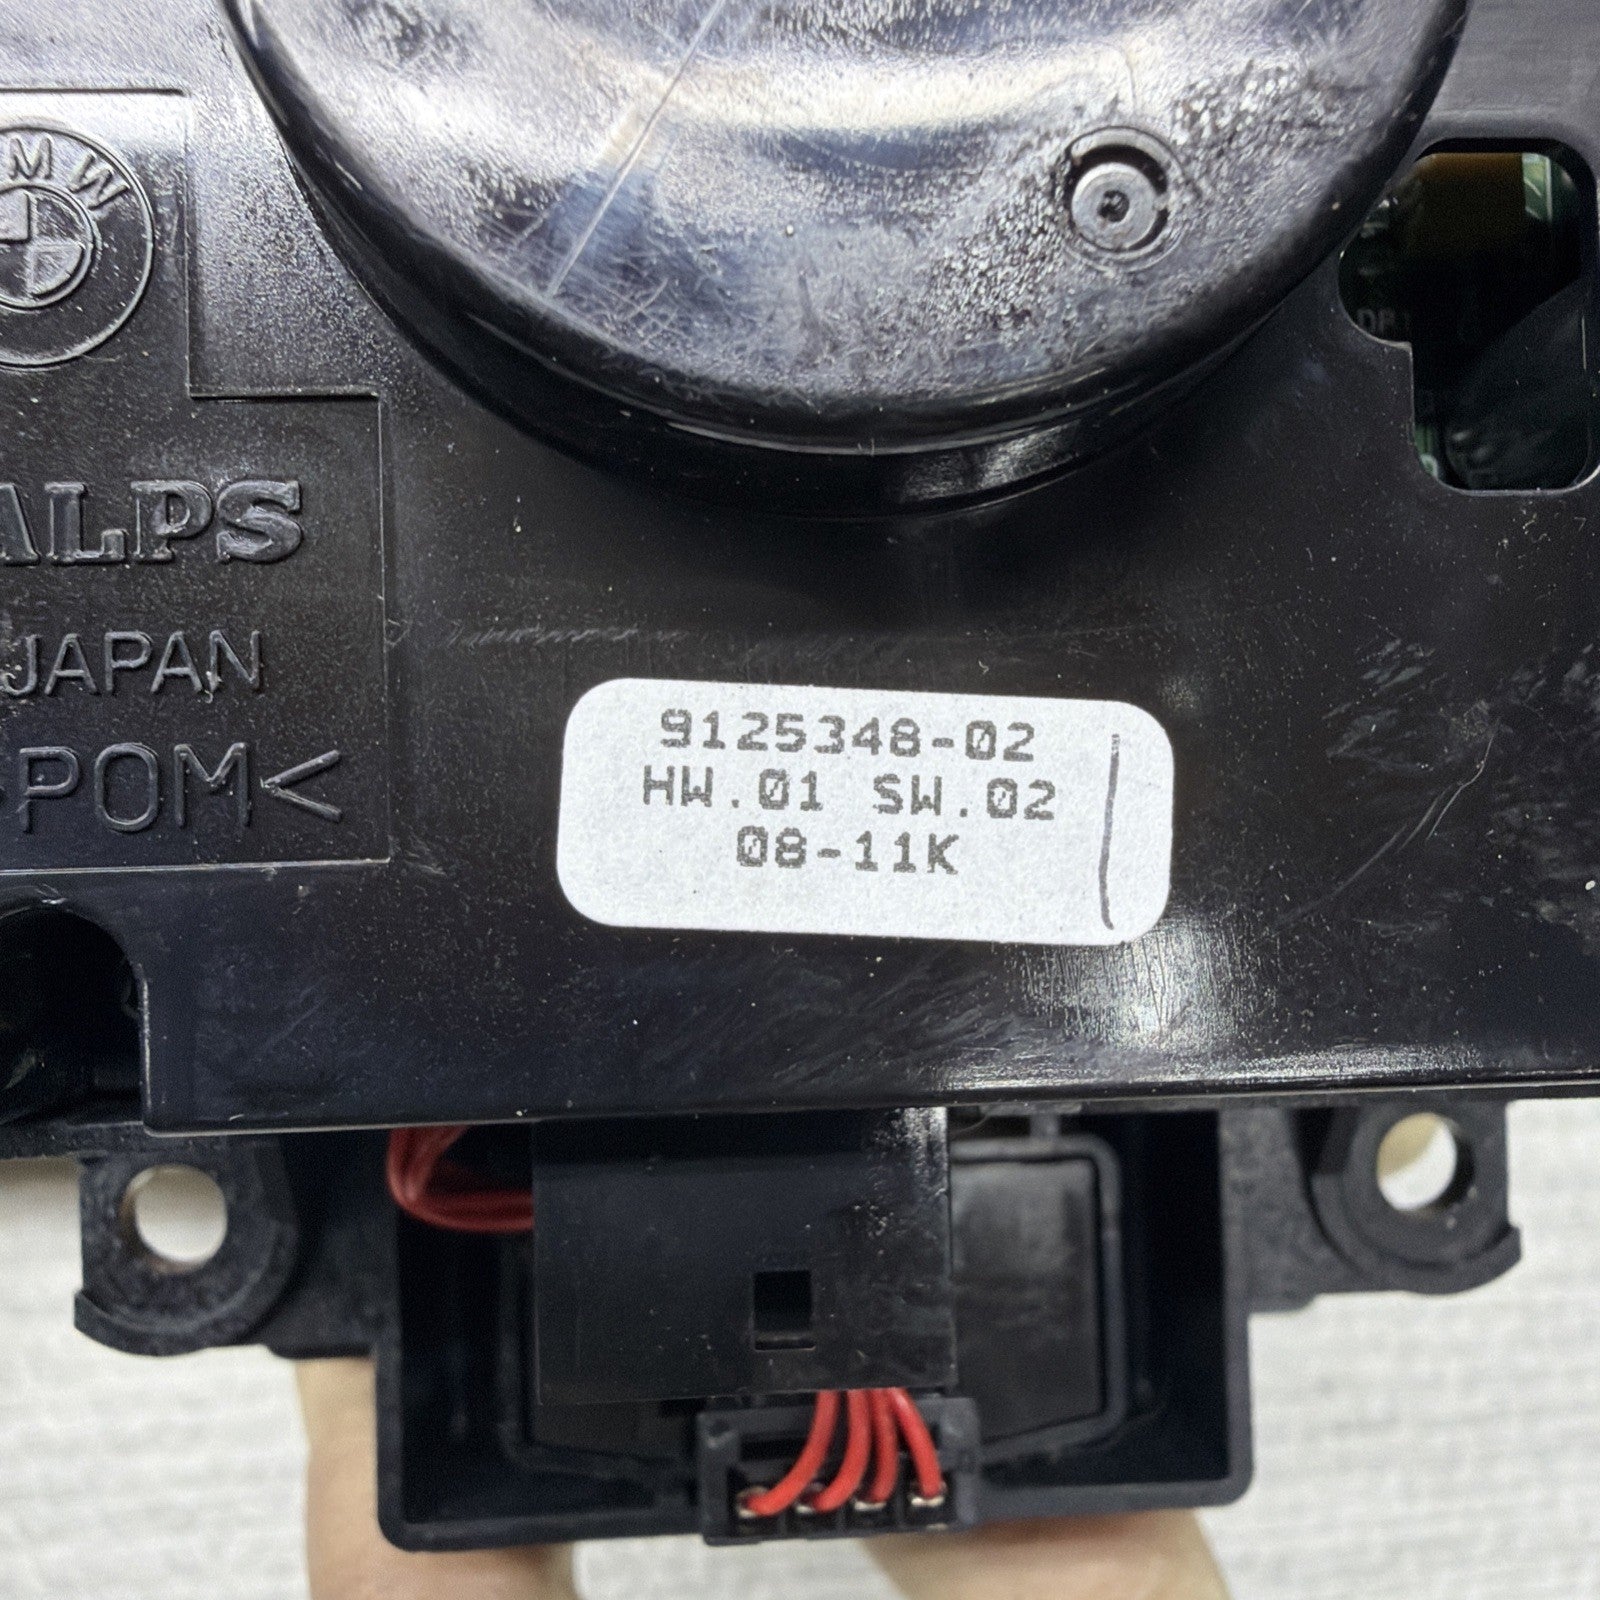 BMW
ALPS
JAPAN
>POM<
9125348-02
HW.01 SW.02
08-11K